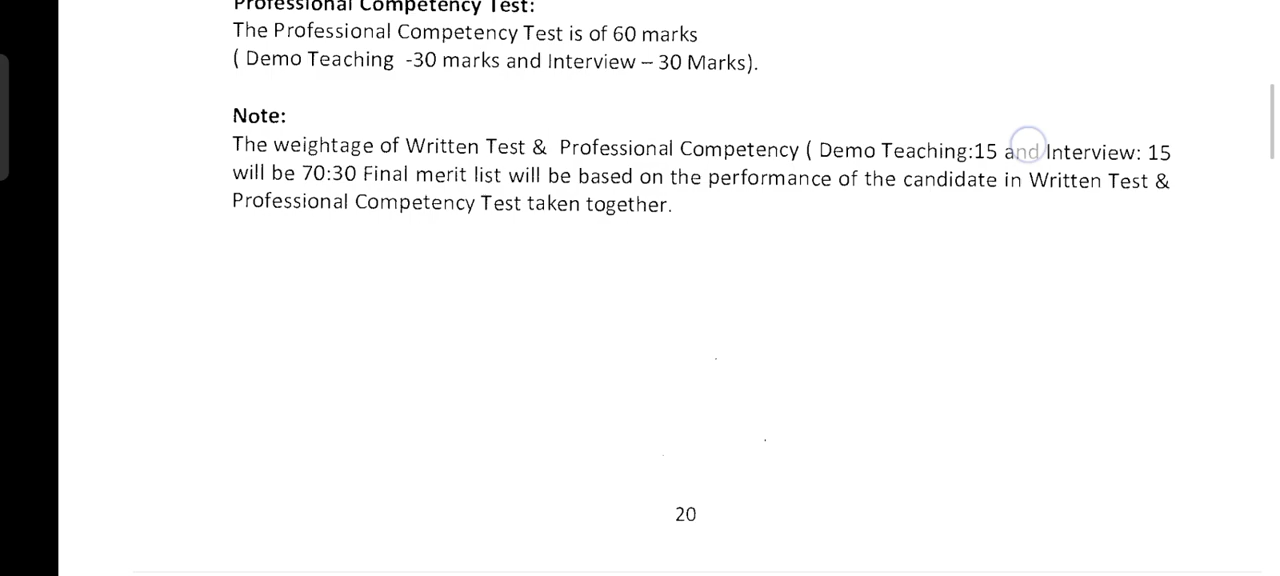 Professional Competency Test:
The Professional Competency Test is of 60 marks
( Demo Teaching -30 marks and Interview – 30 Marks).
Note:
The weightage of Written Test & Professional Competency ( Demo Teaching:15 and Interview: 15
will be 70:30 Final merit list will be based on the performance of the candidate in Written Test &
Professional Competency Test taken together.
20